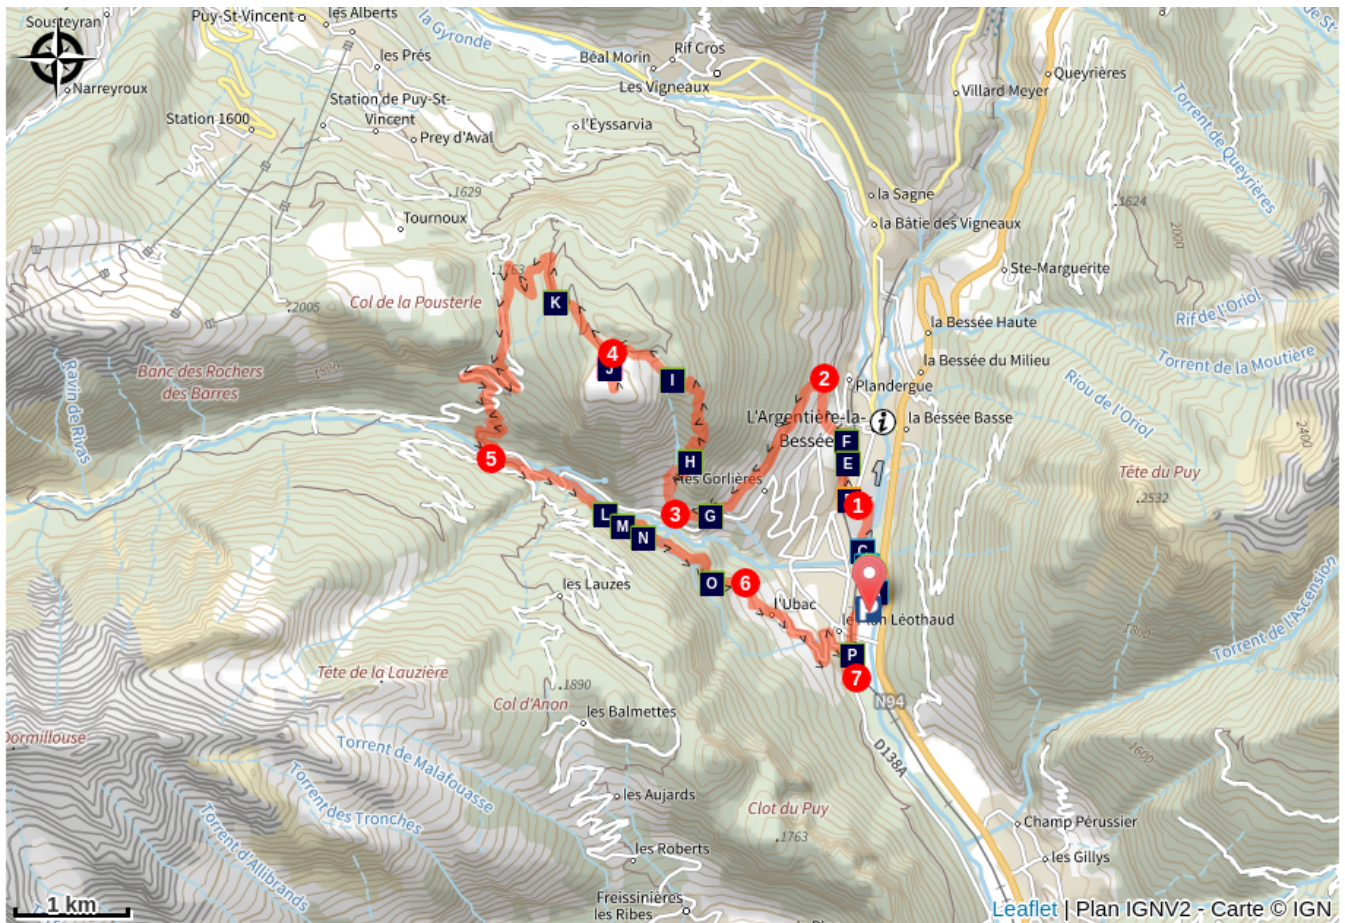 Puy-St-Vincent
les Alberts
Sousteyran
la Gyronde
Rif Cros
Béal Morin
les Prés
Queyrières
Narreyroux
Les Vigneaux
Villard Meyer
Station de Puy-St-
Vincent
Station 1600
l'Eyssarvia
Prey d'Aval
Torrent de Queyrières
.1629
la Sagne
.1624
Tournoux
la Bâtie des Vigneaux
2000
Ste-Marguerite
1763
Col de la Pousterle
.2005
K
Rif de l'Oriol
la Bessée Haute
4
J
la Bessée du Milieu
Torrent de la Moutière
Banc des Rochers
des Barres
I
2
Plandergue
Ravin de Rivas
Riou de l'Oriol
L'Argentière-la-
Bessée
i
la Bessée Basse
F
2400
5
H
E
les Gorlières
Tête du Puy
.2532
1
L
3
G
M
N
C
les Lauzes
O
6
P
l'Ubac
le Plan Léothaud
Torrent de l'Ascension
1800
P
Tête de la Lauzière
7
.1890
Col d'Anon
N94
les Balmettes
Dormillouse
Torrent de Malafouasse
D138A
1600
Torrent des Tronches
les Aujards
Clot du Puy
Torrent d'Allibrands
Champ Pérussier
.1763
les Roberts
les Gillys
Freissinières
les Ribes
1 km
Leaflet | Plan IGNV2 - Carte © IGN